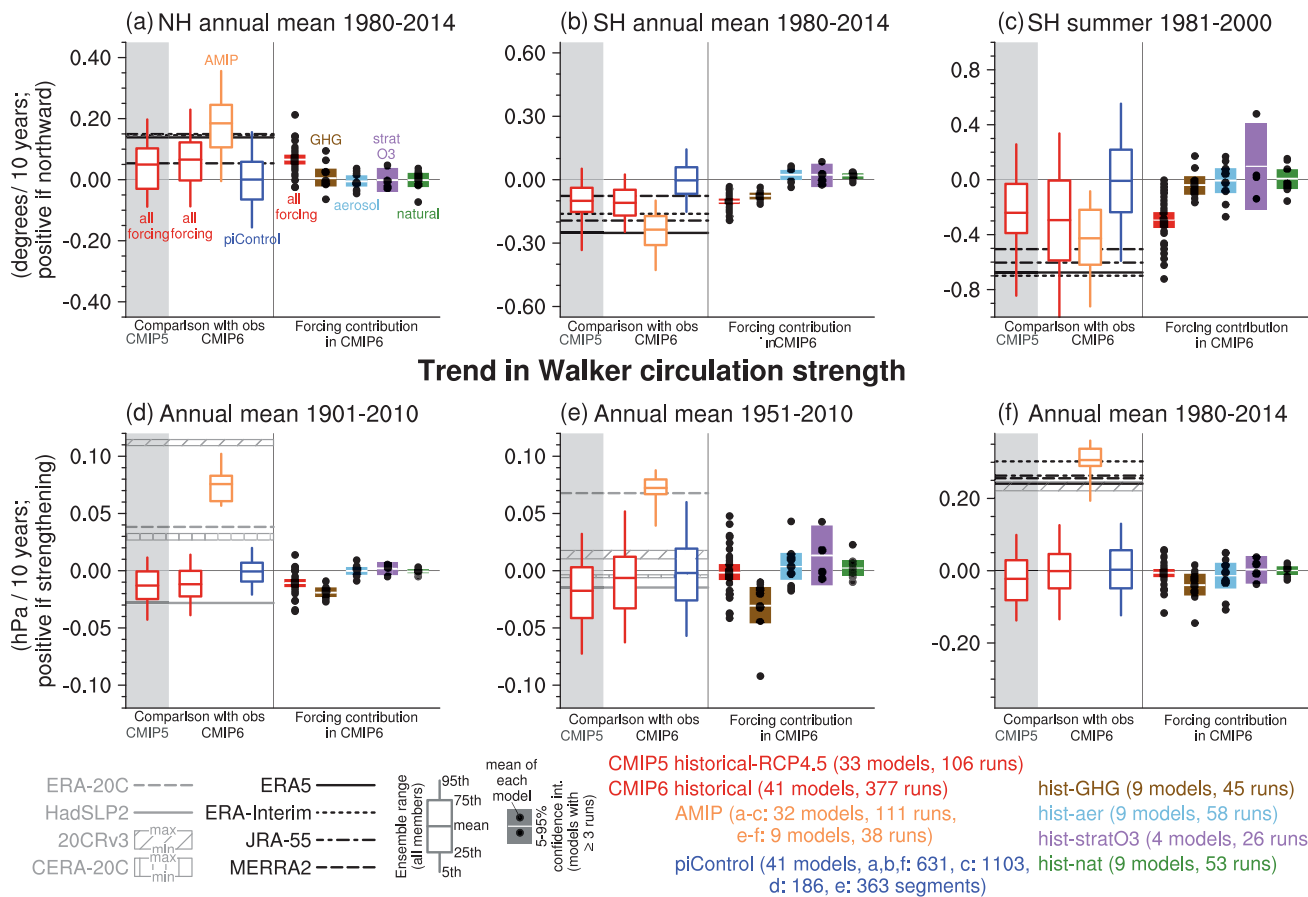 (a) NH annual mean 1980-2014
(b) SH annual mean 1980-2014
(c) SH summer 1981-2000
(degrees/ 10 years;
positive if northward)
0.40
0.20
0.00
0.20
-0.45
AMIP
GHG
strat
O3
all
forcing
all
forcing
piControl
all
forcing
aerosol
natural
0.60
0.30
0.00
-0.30
-0.60
0.8
0.4
0.0
-0.4
-0.8
Comparison with obs
CMIP5 CMIP6
Forcing contribution
in CMIP6
Comparison with obs
CMIP5 CMIP6
Forcing contribution
in CMIP6
Comparison with obs
CMIP5 CMIP6
Forcing contribution
in CMIP6
Trend in Walker circulation strength
(d) Annual mean 1901-2010
(e) Annual mean 1951-2010
(f) Annual mean 1980-2014
(hPa / 10 years;
positive if strengthening)
0.10
0.05
0.00
-0.05
-0.10
0.10
0.05
0.00
-0.05
-0.10
0.20
0.00
-0.20
Comparison with obs
CMIP5 CMIP6
Forcing contribution
in CMIP6
Comparison with obs
CMIP5 CMIP6
Forcing contribution
in CMIP6
Comparison with obs
CMIP5 CMIP6
Forcing contribution
in CMIP6
ERA-20C
HadSLP2
20CRv3 max min
CERA-20C max min
ERA5
ERA-Interim
JRA-55
MERRA2
Ensemble range
(all members)
95th
75th
mean
25th
5th
mean of
each
model
5-95%
confidence int.
(models with
≥ 3 runs)
CMIP5 historical-RCP4.5 (33 models, 106 runs)
CMIP6 historical (41 models, 377 runs)
AMIP (a-c: 32 models, 111 runs,
e-f: 9 models, 38 runs)
piControl (41 models, a,b,f: 631, c: 1103,
d: 186, e: 363 segments)
hist-GHG (9 models, 45 runs)
hist-aer (9 models, 58 runs)
hist-stratO3 (4 models, 26 runs
hist-nat (9 models, 53 runs)